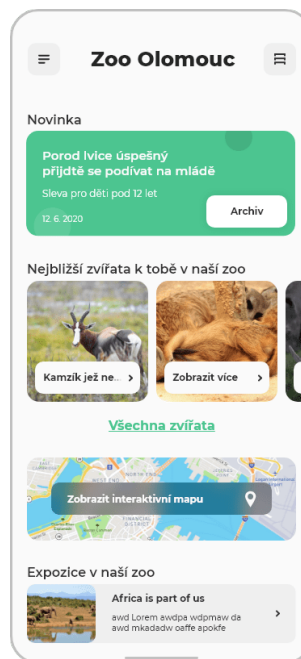 Zoo Olomouc
Novinka
Porod lvice úspešný
přijdtě se podívat na mládě
Sleva pro děti pod 12 let
12. 6. 2020
Archiv
Nejbližší zvířata k tobě v naší zoo
Kamzík jež ne...
Zobrazit více
Všechna zvířata
Zobrazit interaktivní mapu
Expozice v naší zoo
Africa is part of us
awd Lorem awdpa wdpmaw da
awd mkadadw oaffe apokfe